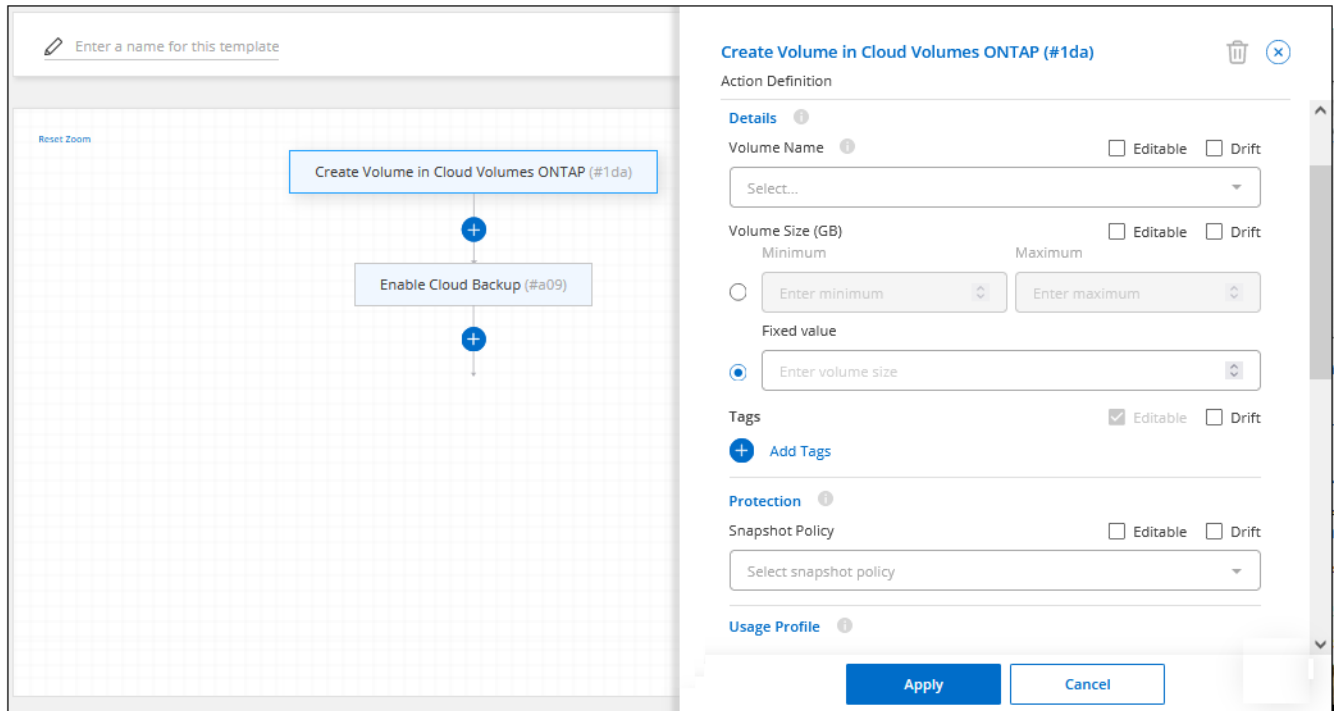 Enter a name for this template
Reset Zoom
Create Volume in Cloud Volumes ONTAP (#1da)
Enable Cloud Backup (#a09)
Create Volume in Cloud Volumes ONTAP (#1da)
Action Definition
Details
Volume Name Editable Drift
Select...
Volume Size (GB) Editable Drift
Minimum Maximum
Enter minimum Enter maximum
Fixed value
Enter volume size
Tags Editable Drift
Add Tags
Protection
Snapshot Policy Editable Drift
Select snapshot policy
Usage Profile
Apply Cancel